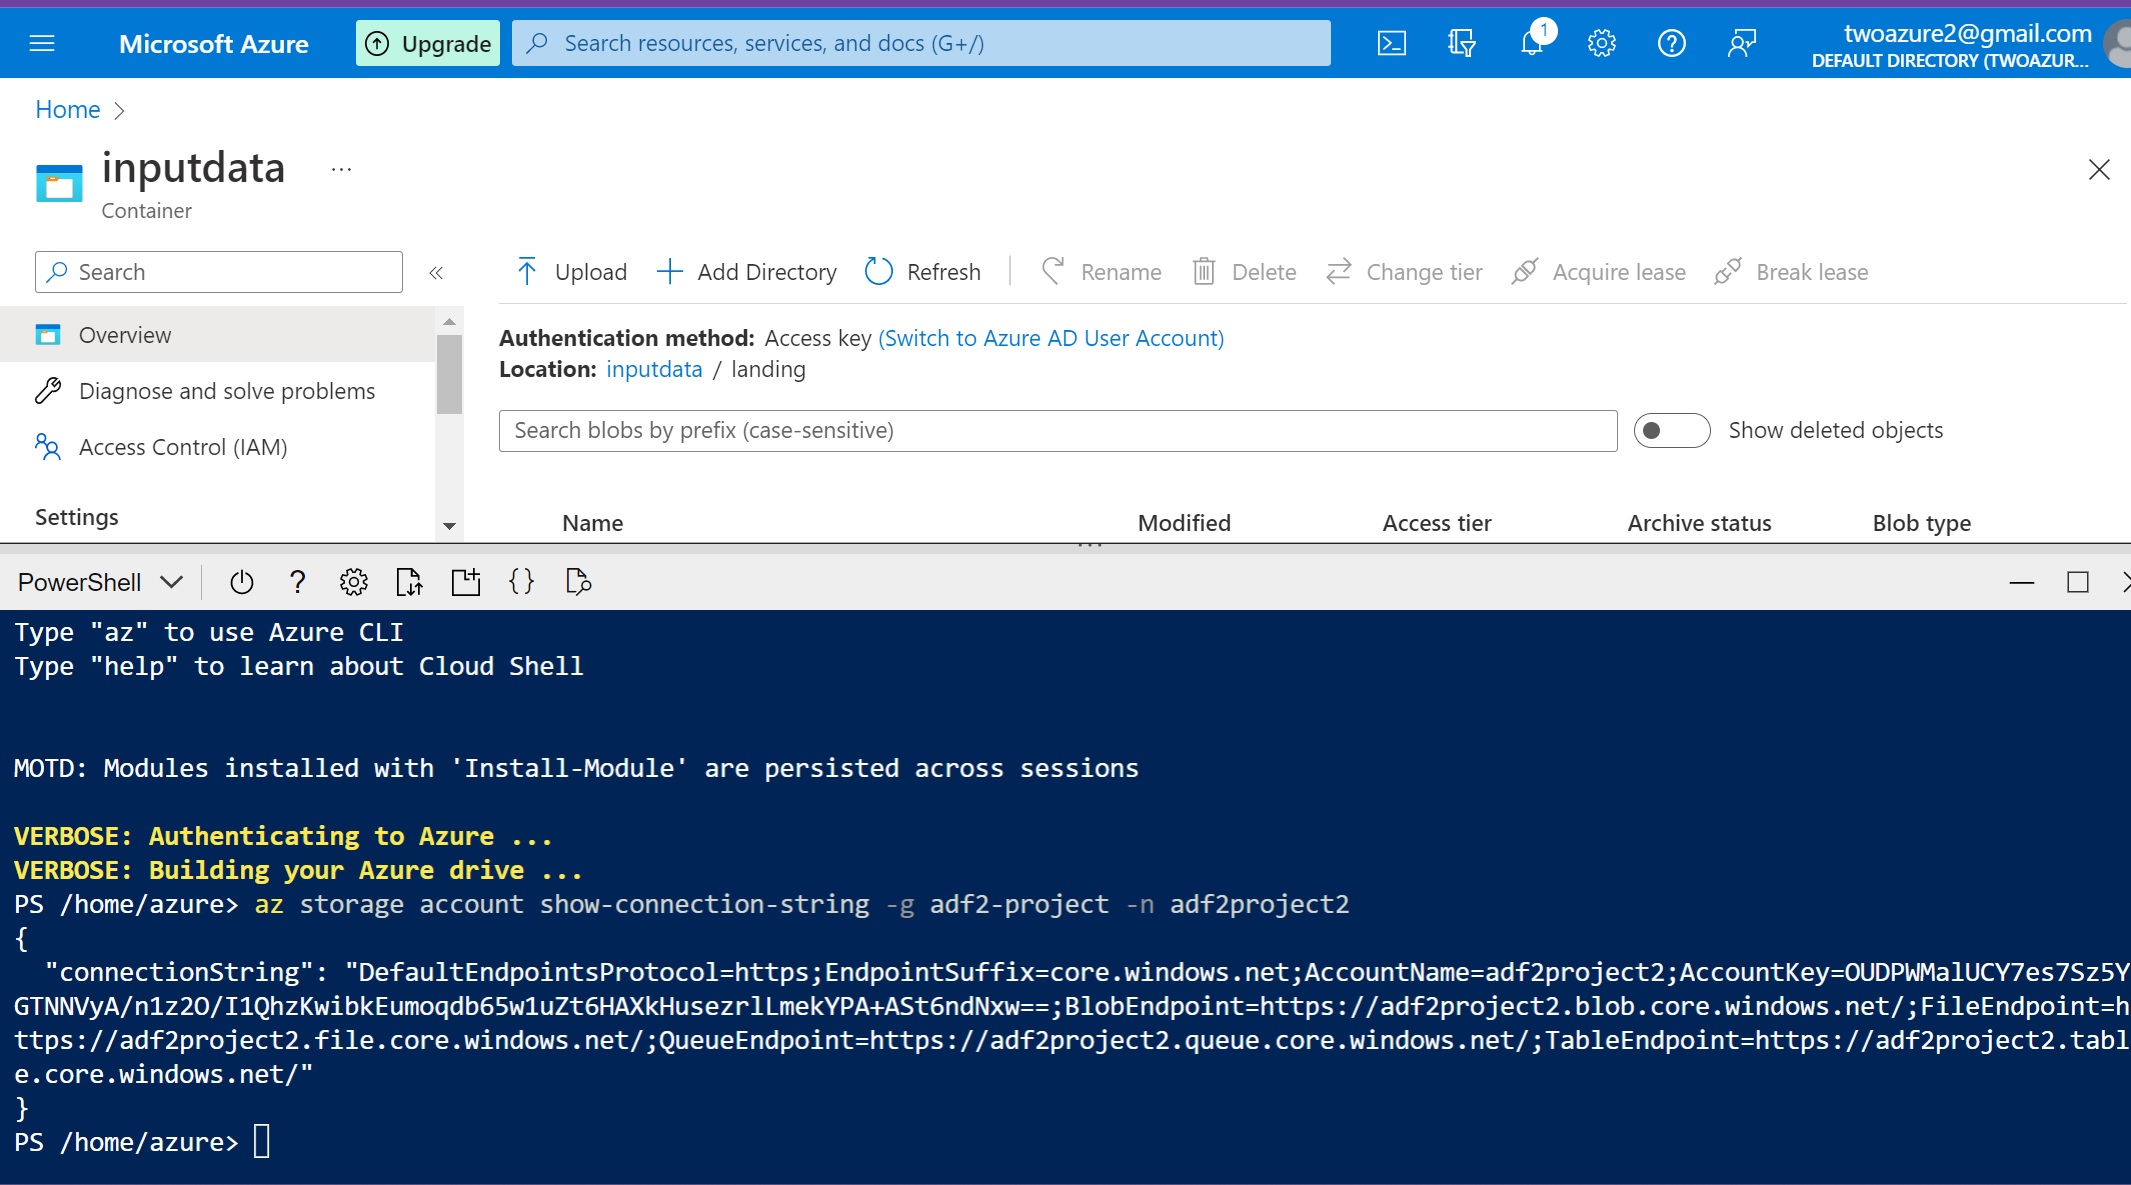 Microsoft Azure
Upgrade
Search resources, services, and docs (G+/)
1
twoazure2@gmail.com
DEFAULT DIRECTORY (TWOAZUR...
Home >
inputdata ...
Container
Search «
Upload Add Directory Refresh Rename Delete Change tier Acquire lease Break lease
Overview
Diagnose and solve problems
Access Control (IAM)
Settings
Authentication method: Access key (Switch to Azure AD User Account)
Location: inputdata / landing
Search blobs by prefix (case-sensitive)
Show deleted objects
Name Modified Access tier Archive status Blob type
PowerShell ? {}
Type "az" to use Azure CLI
Type "help" to learn about Cloud Shell
MOTD: Modules installed with 'Install-Module' are persisted across sessions
VERBOSE: Authenticating to Azure ...
VERBOSE: Building your Azure drive ...
PS /home/azure> az storage account show-connection-string -g adf2-project -n adf2project2
{
"connectionString": "DefaultEndpointsProtocol=https;EndpointSuffix=core.windows.net;AccountName=adf2project2;AccountKey=OUDPWMalUCY7es7Sz5Y
GTNNVyA/n1z2O/I1QhzKwibkEumoqdb65w1uZt6HAXkHusezrlLmekYPA+ASt6ndNxw==;BlobEndpoint=https://adf2project2.blob.core.windows.net/;FileEndpoint=h
ttps://adf2project2.file.core.windows.net/;QueueEndpoint=https://adf2project2.queue.core.windows.net/;TableEndpoint=https://adf2project2.tabl
e.core.windows.net/"
}
PS /home/azure>